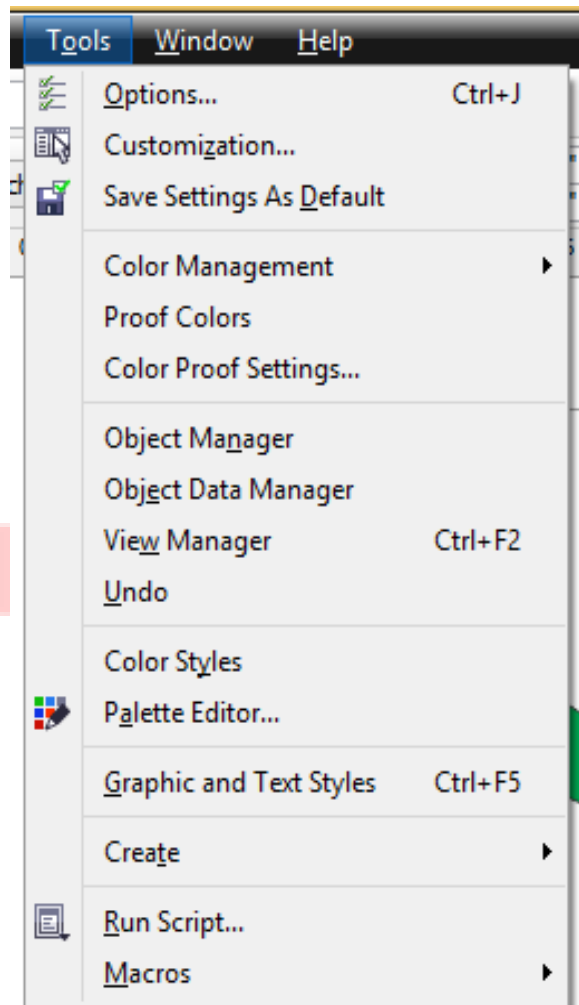 Tools Window Help
Options... Ctrl+J
Customization...
Save Settings As Default
Color Management
Proof Colors
Color Proof Settings...
Object Manager
Object Data Manager
View Manager Ctrl+F2
Undo
Color Styles
Palette Editor...
Graphic and Text Styles Ctrl+F5
Create
Run Script...
Macros